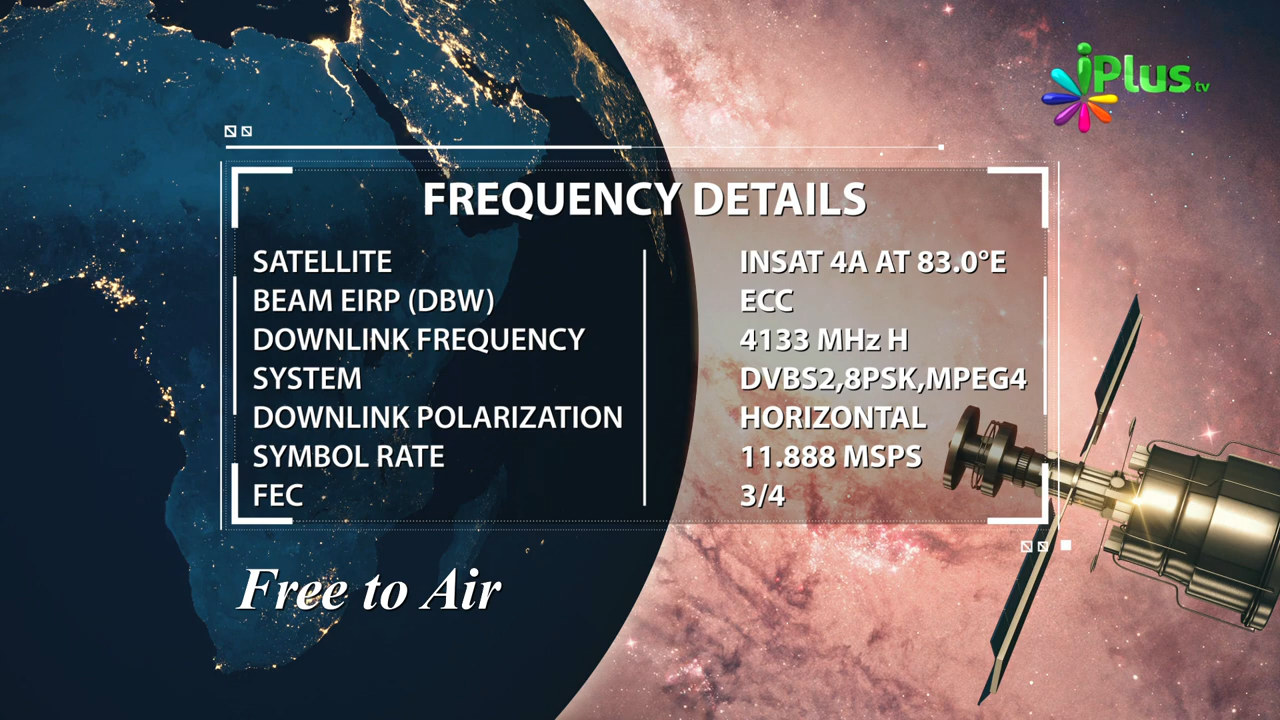 iPlus tv
FREQUENCY DETAILS
SATELLITE INSAT 4A AT 83.0°E
BEAM EIRP (DBW) ECC
DOWNLINK FREQUENCY 4133 MHz H
SYSTEM DVBS2,8PSK,MPEG4
DOWNLINK POLARIZATION HORIZONTAL
SYMBOL RATE 11.888 MSPS
FEC 3/4
Free to Air